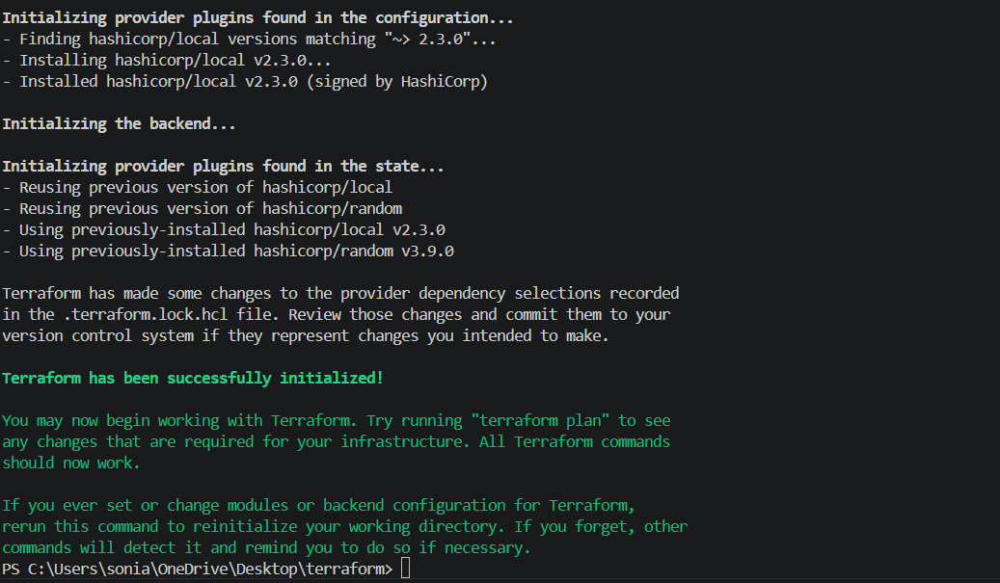 Initializing provider plugins found in the configuration...
- Finding hashicorp/local versions matching "~> 2.3.0"...
- Installing hashicorp/local v2.3.0...
- Installed hashicorp/local v2.3.0 (signed by HashiCorp)
Initializing the backend...
Initializing provider plugins found in the state...
- Reusing previous version of hashicorp/local
- Reusing previous version of hashicorp/random
- Using previously-installed hashicorp/local v2.3.0
- Using previously-installed hashicorp/random v3.9.0
Terraform has made some changes to the provider dependency selections recorded
in the .terraform.lock.hcl file. Review those changes and commit them to your
version control system if they represent changes you intended to make.
Terraform has been successfully initialized!
You may now begin working with Terraform. Try running "terraform plan" to see
any changes that are required for your infrastructure. All Terraform commands
should now work.
If you ever set or change modules or backend configuration for Terraform,
rerun this command to reinitialize your working directory. If you forget, other
commands will detect it and remind you to do so if necessary.
PS C:\Users\sonia\OneDrive\Desktop\terraform>